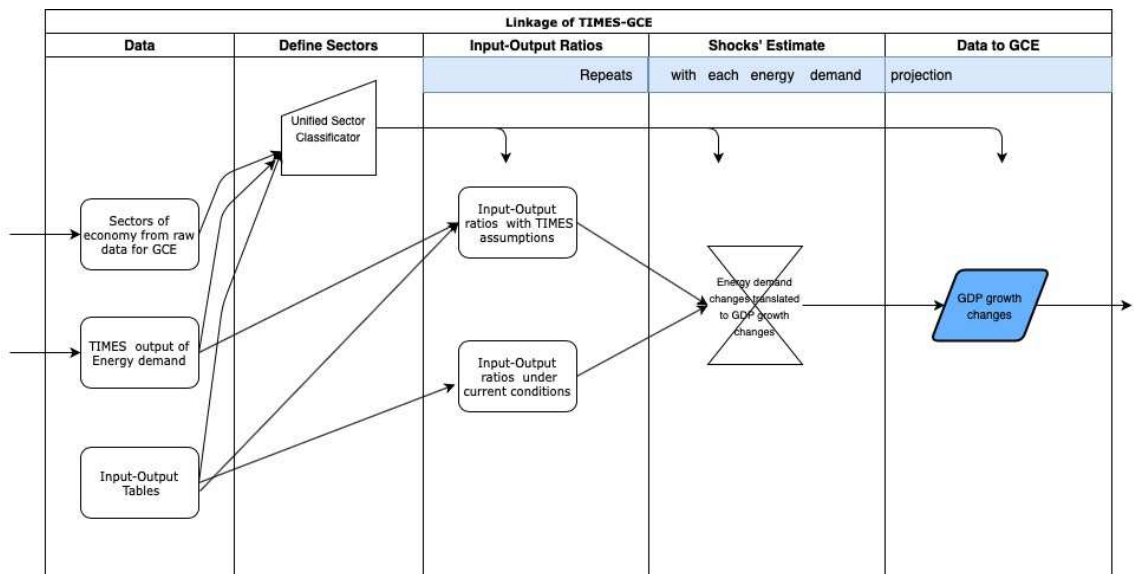 Linkage of TIMES-GCE
Data
Define Sectors
Input-Output Ratios
Shocks' Estimate
Data to GCE
Repeats with each energy demand projection
Unified Sector
Classificator
Sectors of
economy from raw
data for GCE
TIMES output of
Energy demand
Input-Output
Tables
Input-Output
ratios with TIMES
assumptions
Input-Output
ratios under
current conditions
Energy demand
changes translated
to GDP growth
changes
GDP growth
changes